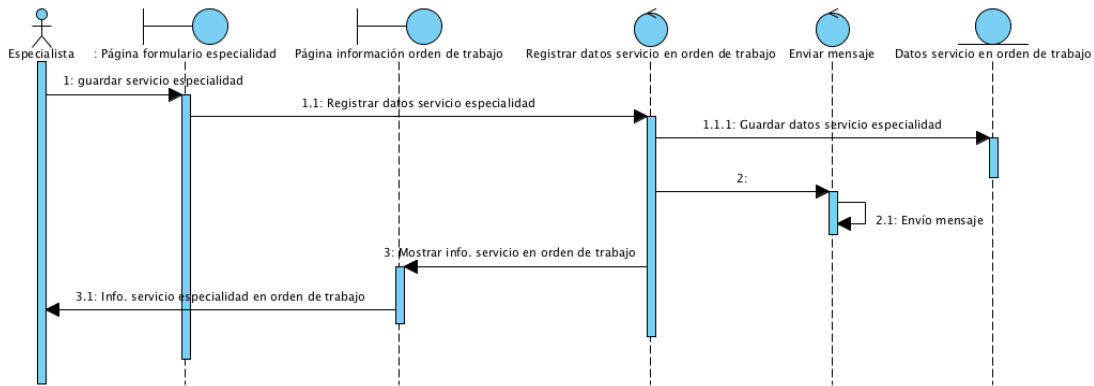 Especialista
: Página formulario especialidad
Página información orden de trabajo
Registrar datos servicio en orden de trabajo
Enviar mensaje
Datos servicio en orden de trabajo
1: guardar servicio especialidad
1.1: Registrar datos servicio especialidad
1.1.1: Guardar datos servicio especialidad
2:
2.1: Envío mensaje
3: Mostrar info. servicio en orden de trabajo
3.1: Info. servicio especialidad en orden de trabajo